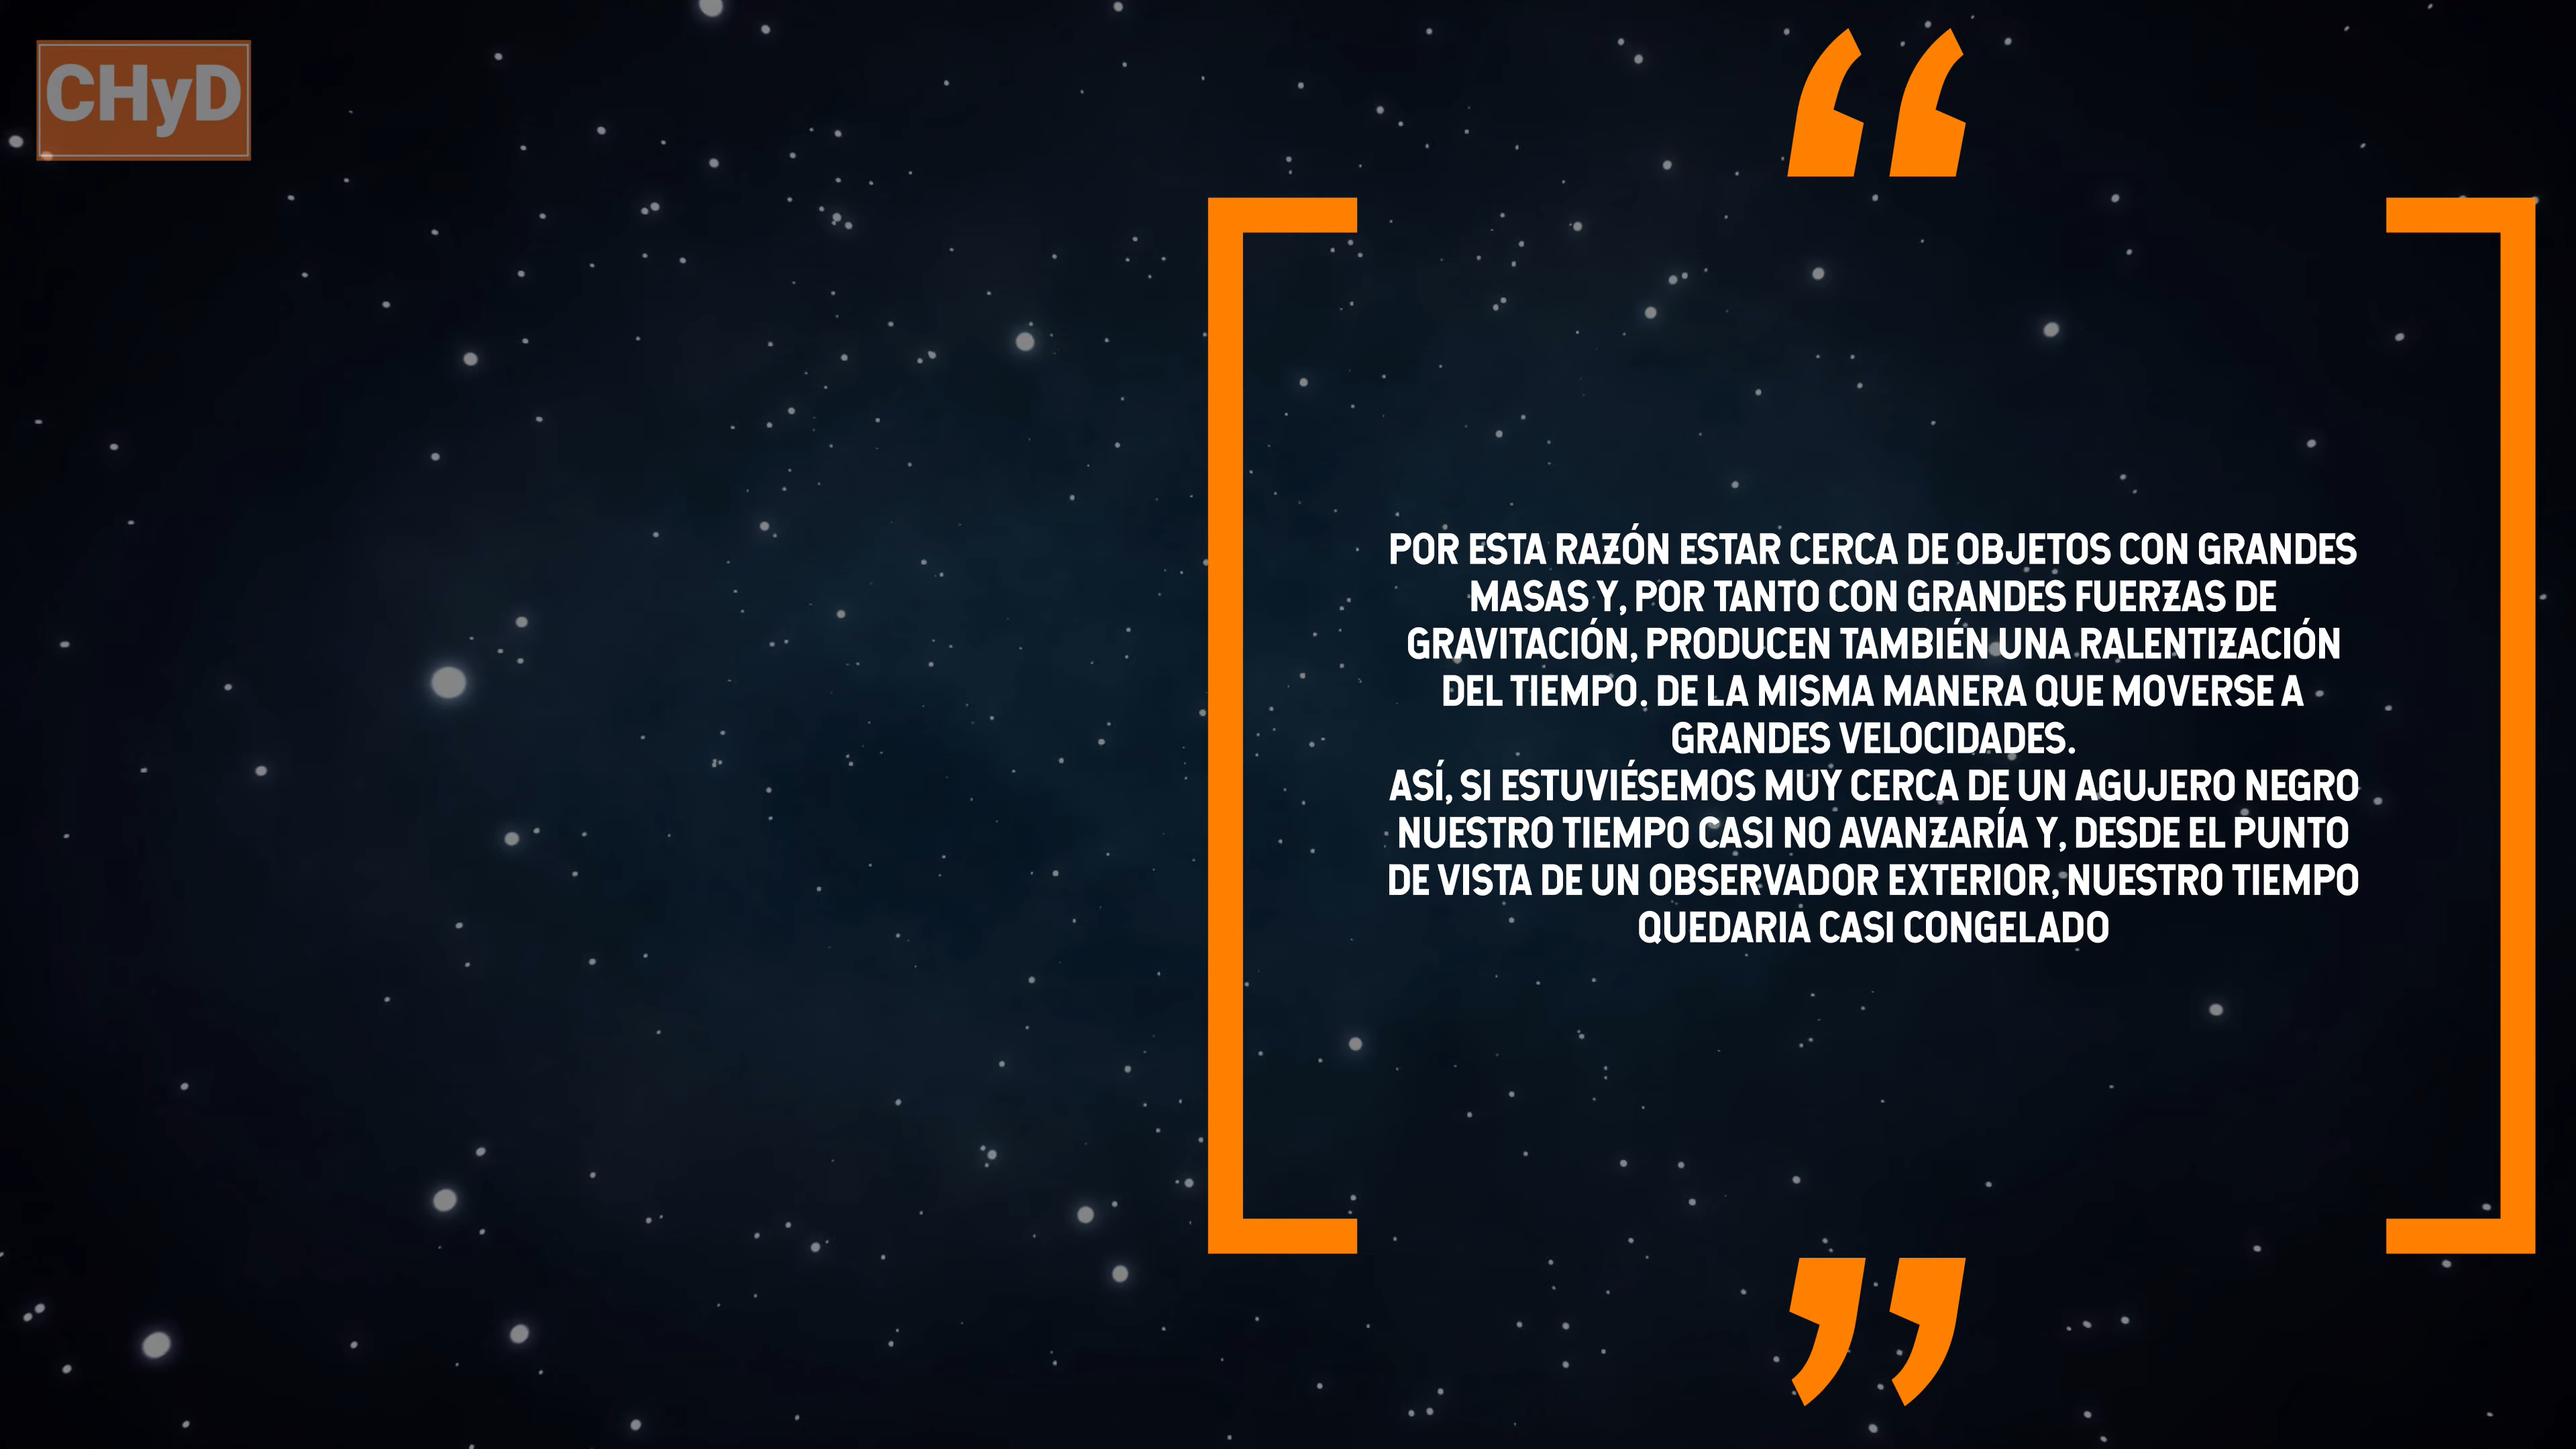 CHyD
“
POR ESTA RAZÓN ESTAR CERCA DE OBJETOS CON GRANDES
MASAS Y, POR TANTO CON GRANDES FUERZAS DE
GRAVITACIÓN, PRODUCEN TAMBIÉN UNA RALENTIZACIÓN
DEL TIEMPO. DE LA MISMA MANERA QUE MOVERSE A
GRANDES VELOCIDADES.
ASÍ, SI ESTUVIÉSEMOS MUY CERCA DE UN AGUJERO NEGRO
NUESTRO TIEMPO CASI NO AVANZARÍA Y, DESDE EL PUNTO
DE VISTA DE UN OBSERVADOR EXTERIOR, NUESTRO TIEMPO
QUEDARIA CASI CONGELADO
”